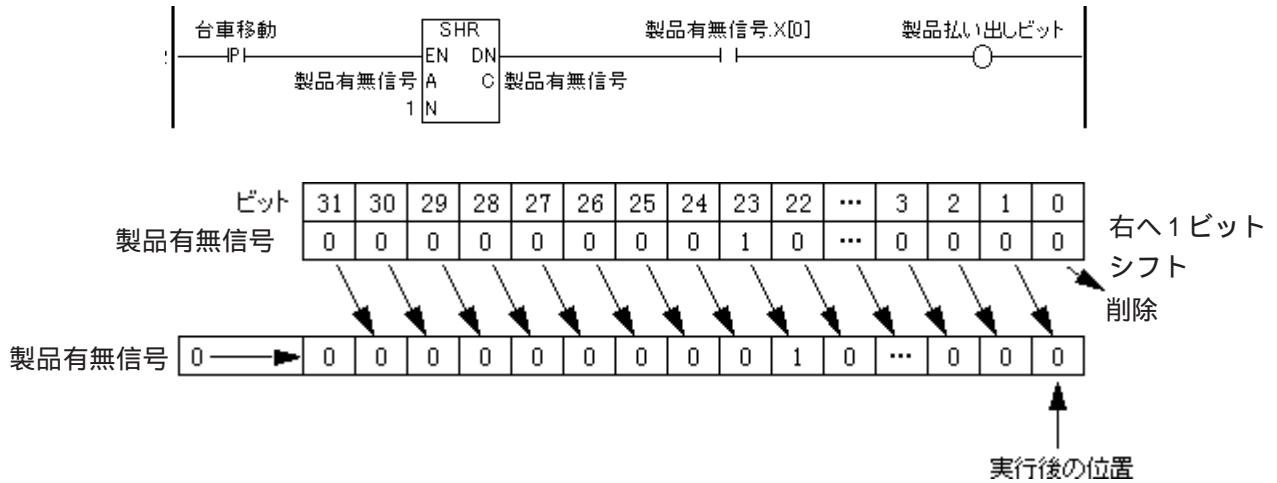 台車移動 SHR 製品有無信号.X[0] 製品払い出しビット
P EN DN
製品有無信号 A C 製品有無信号
1 N
ビット 31 30 29 28 27 26 25 24 23 22 … 3 2 1 0
製品有無信号 0 0 0 0 0 0 0 0 1 0 … 0 0 0 0
右へ1ビット
シフト
削除
製品有無信号 0 0 0 0 0 0 0 0 0 0 1 0 … 0 0 0
実行後の位置